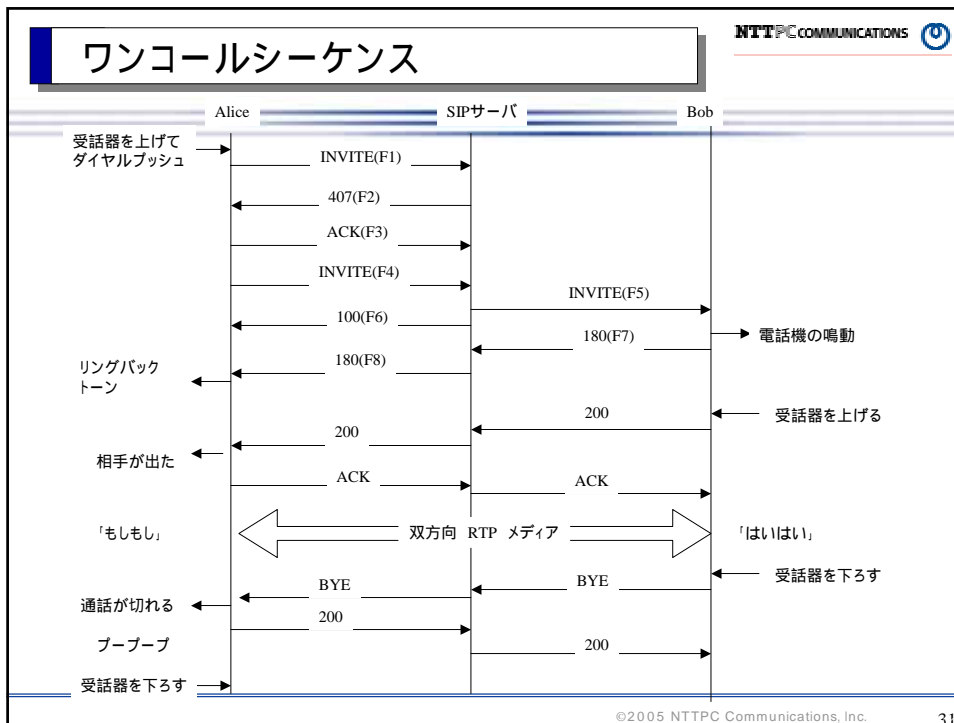 NTTPC COMMUNICATIONS
ワンコールシーケンス
Alice
SIPサーバ
Bob
受話器を上げて
ダイヤルプッシュ
INVITE(F1)
407(F2)
ACK(F3)
INVITE(F4)
INVITE(F5)
100(F6)
電話機の鳴動
180(F7)
180(F8)
リングバック
トーン
200
受話器を上げる
200
相手が出た
ACK
ACK
「もしもし」
双方向 RTP メディア
「はいはい」
受話器を下ろす
BYE
BYE
通話が切れる
200
プープープ
200
受話器を下ろす
©2005 NTTPC Communications, Inc.
31